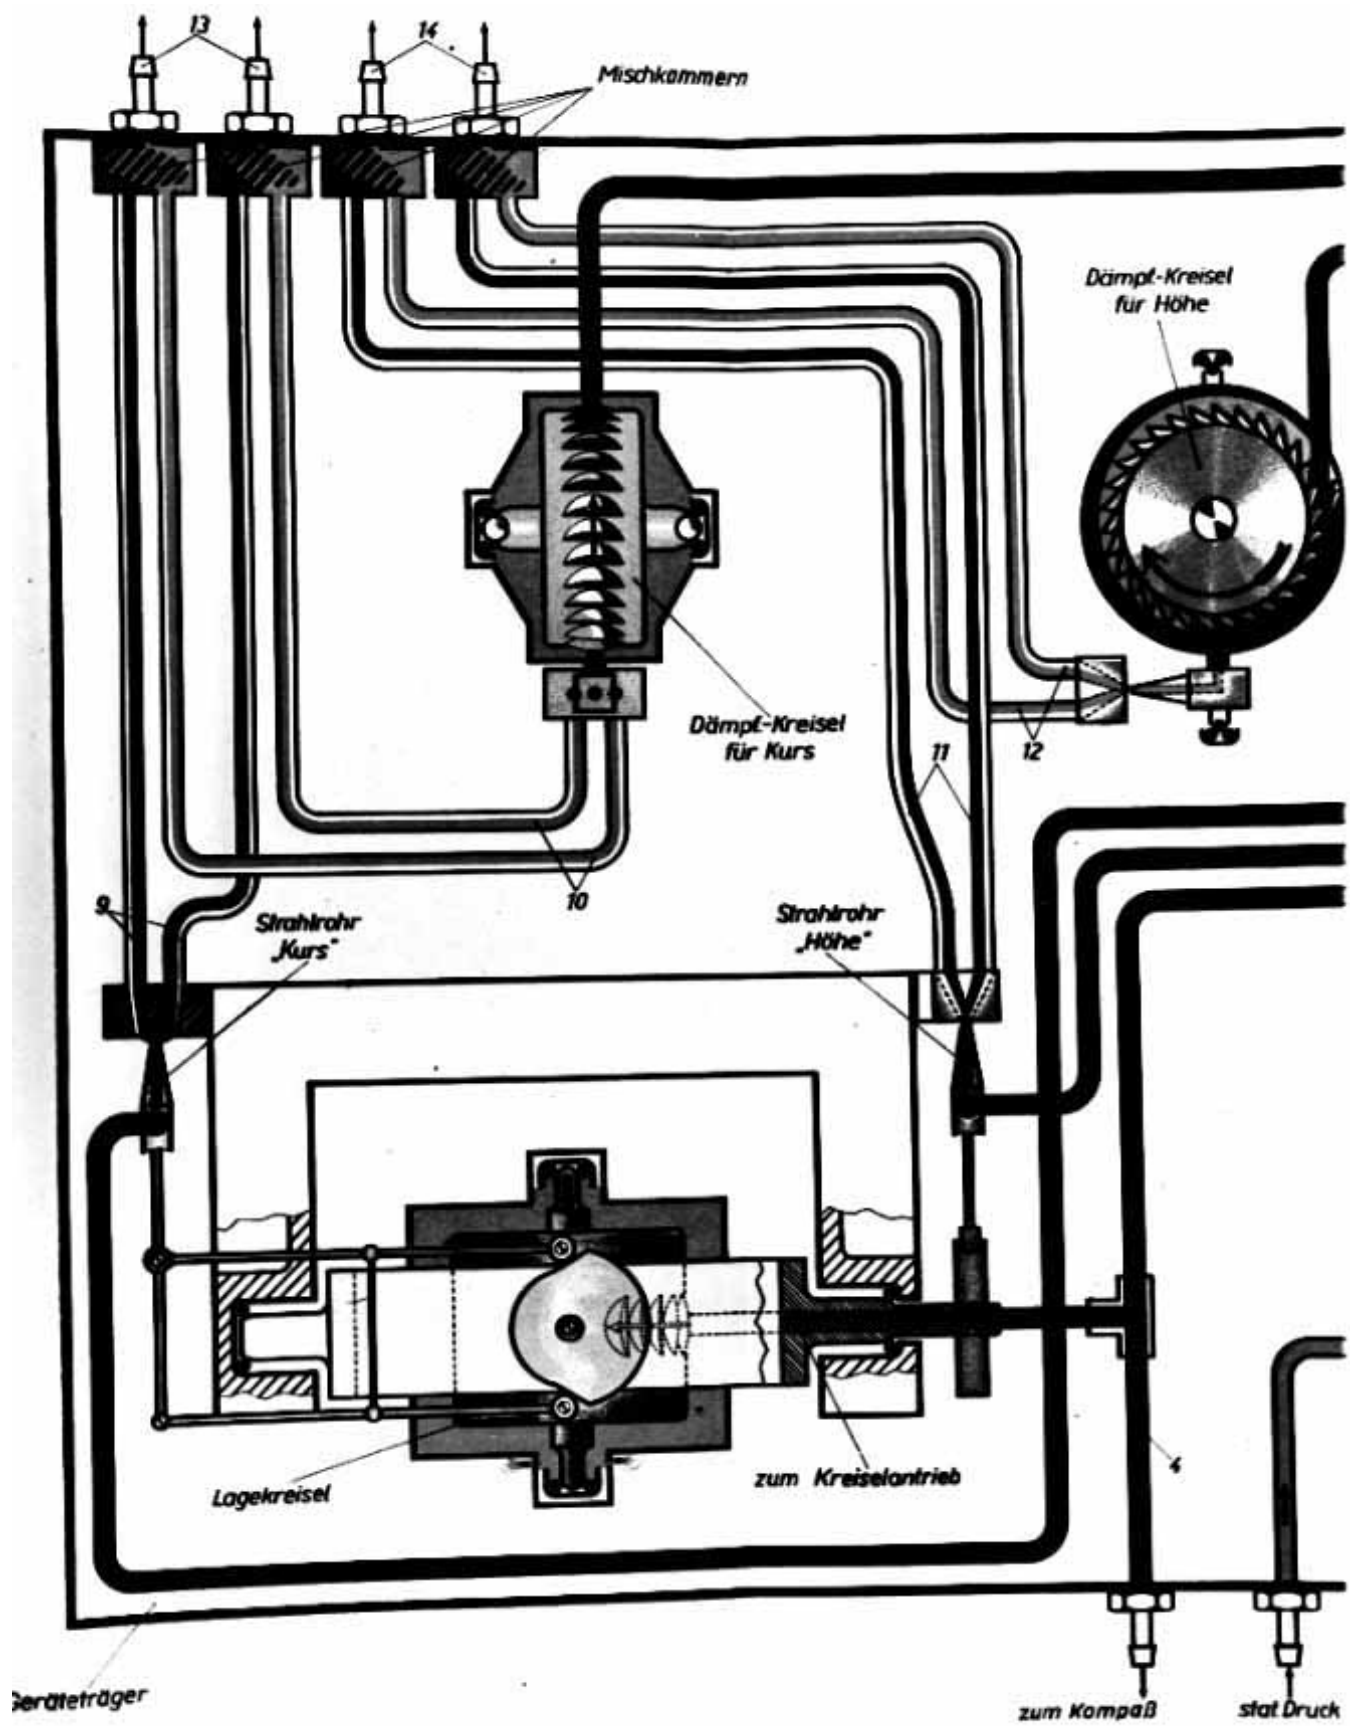 13
14
Mischkammern
Dämpf.-Kreisel
für Höhe
Dämpf.-Kreisel
für Kurs
12
11
10
9
Strahlrohr
„Kurs“
Strahlrohr
„Höhe“
Lagekreisel
zum Kreiselantrieb
4
Geräteträger
zum Kompaß
stat Druck